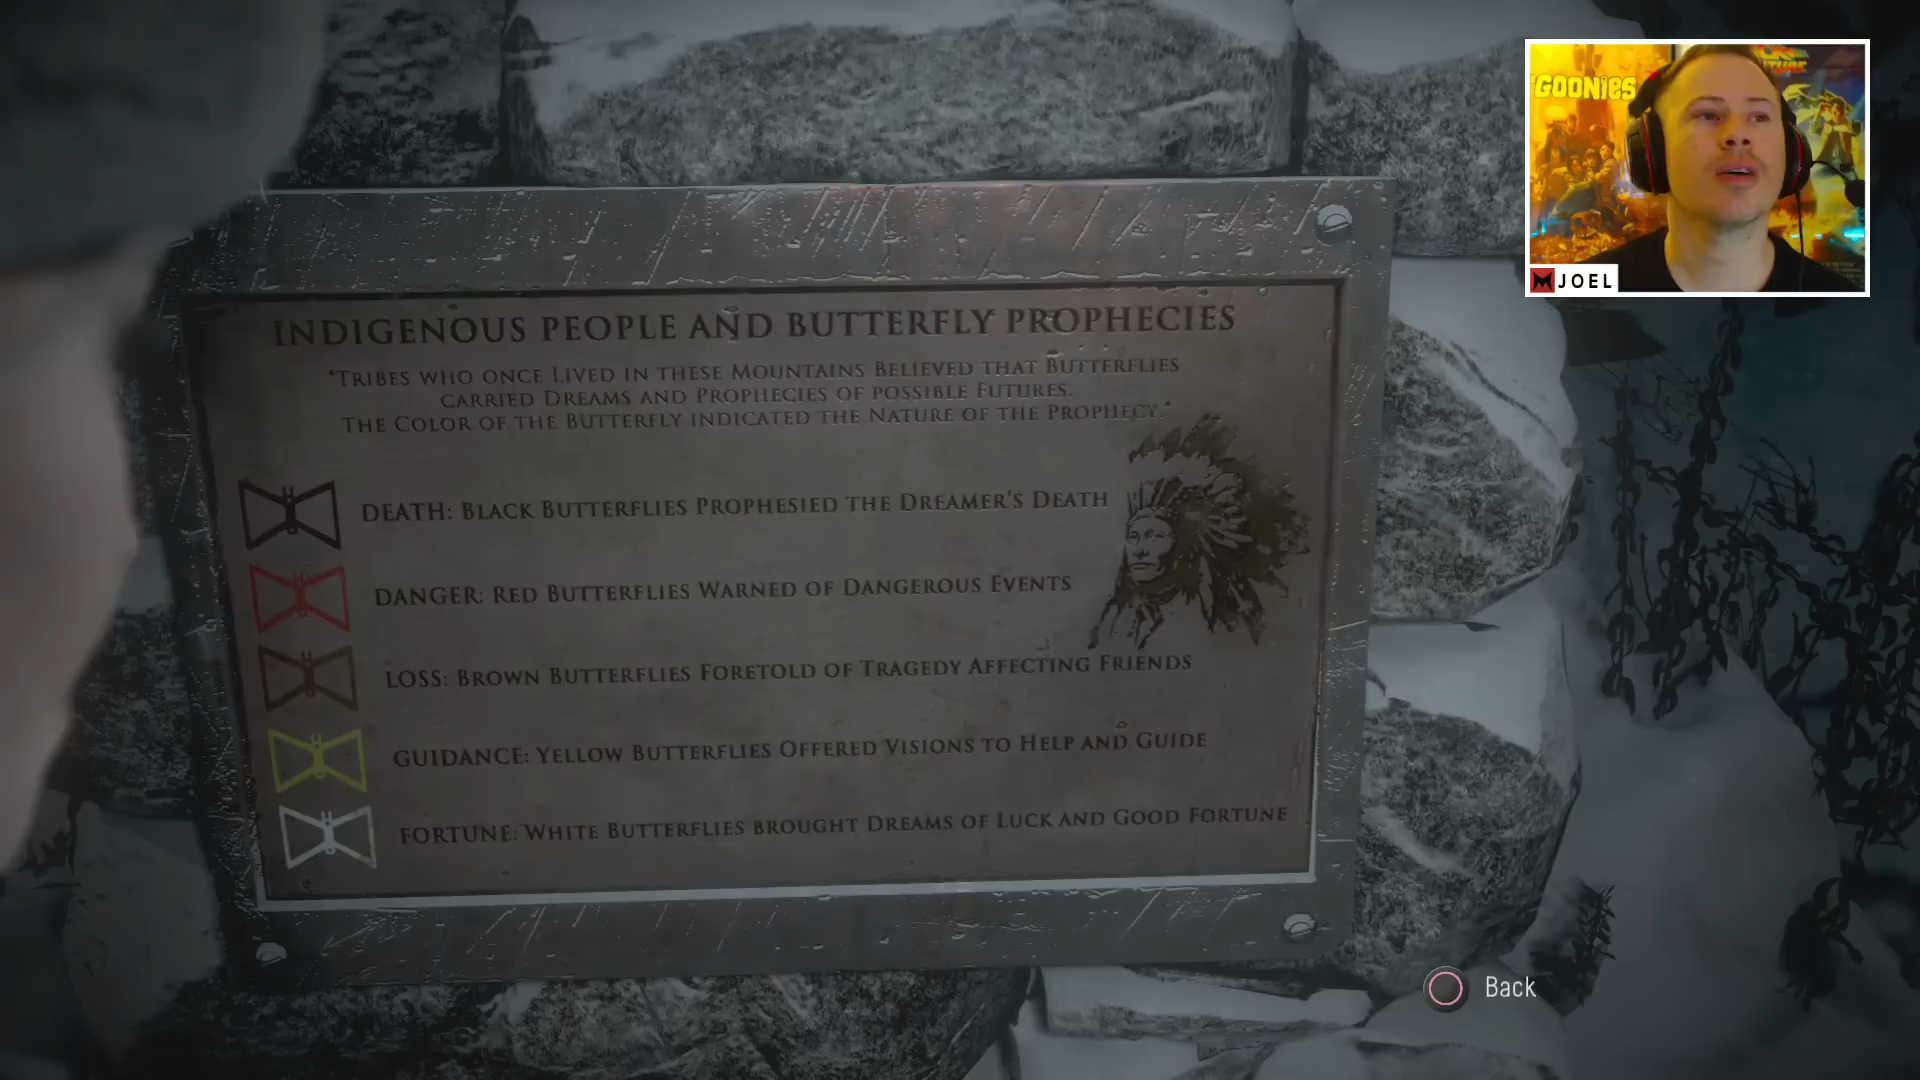 GOONIES
BACK
FUTURE
JOEL
INDIGENOUS PEOPLE AND BUTTERFLY PROPHECIES
"TRIBES WHO ONCE LIVED IN THESE MOUNTAINS BELIEVED THAT BUTTERFLIES
CARRIED DREAMS AND PROPHECIES OF POSSIBLE FUTURES.
THE COLOR OF THE BUTTERFLY INDICATED THE NATURE OF THE PROPHECY."
DEATH: BLACK BUTTERFLIES PROPHESIED THE DREAMER'S DEATH
DANGER: RED BUTTERFLIES WARNED OF DANGEROUS EVENTS
LOSS: BROWN BUTTERFLIES FORETOLD OF TRAGEDY AFFECTING FRIENDS
GUIDANCE: YELLOW BUTTERFLIES OFFERED VISIONS TO HELP AND GUIDE
FORTUNE: WHITE BUTTERFLIES BROUGHT DREAMS OF LUCK AND GOOD FORTUNE
Back